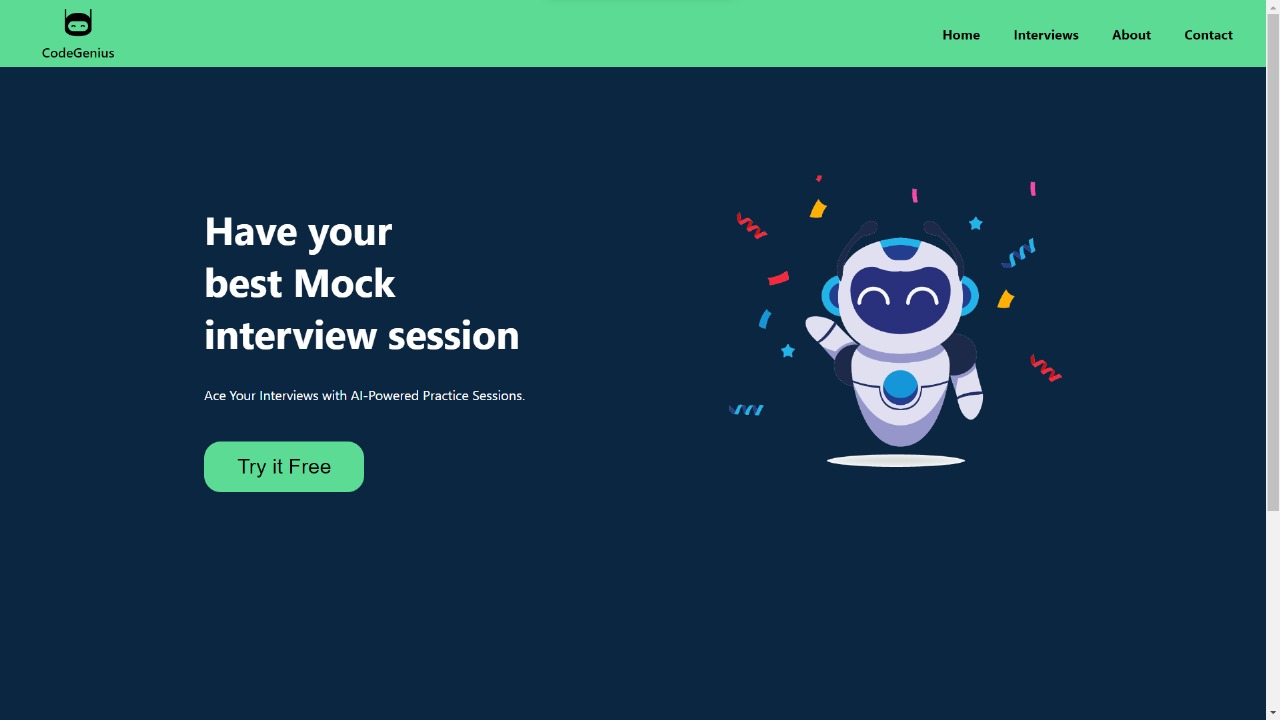 CodeGenius
Home
Interviews
About
Contact
Have your
best Mock
interview session
Ace Your Interviews with AI-Powered Practice Sessions.
Try it Free